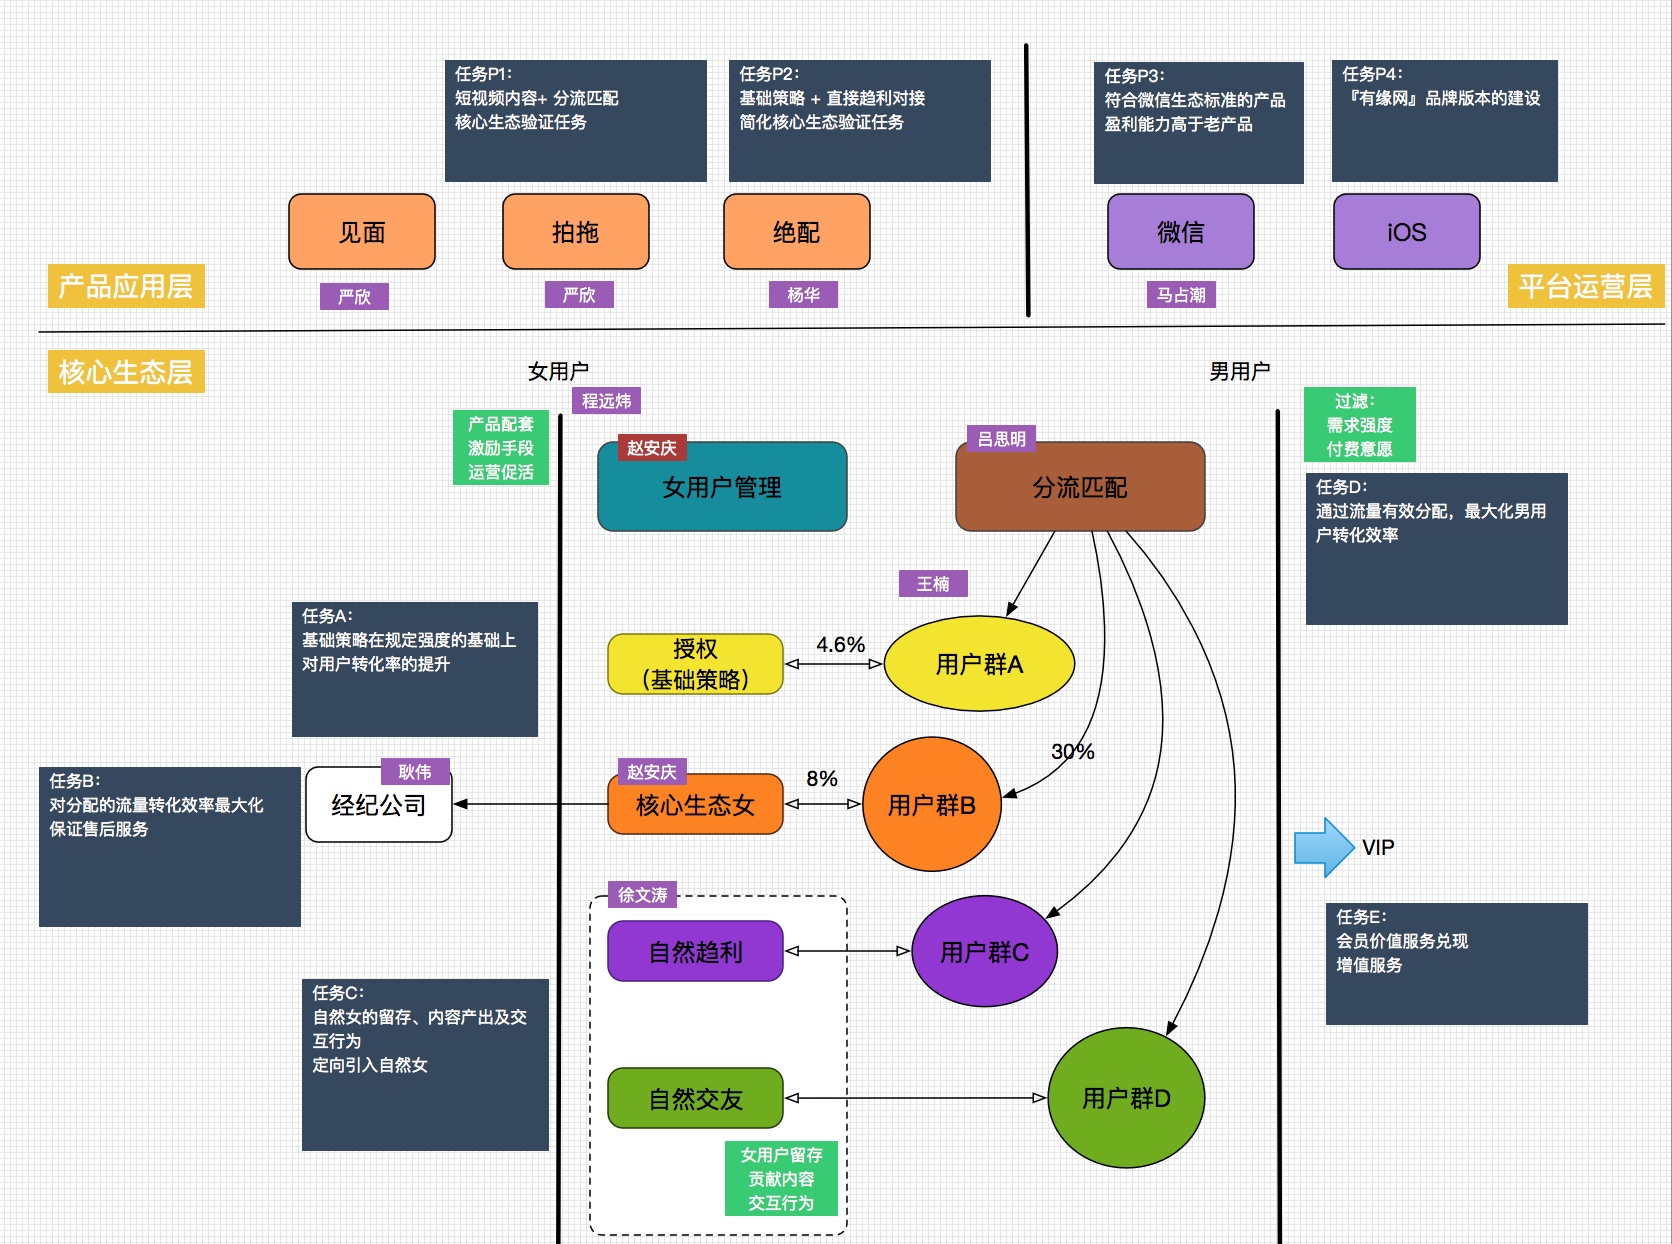 任务P1：
短视频内容+ 分流匹配
核心生态验证任务
任务P2：
基础策略 + 直接趋利对接
简化核心生态验证任务
任务P3：
符合微信生态标准的产品
盈利能力高于老产品
任务P4：
『有缘网』品牌版本的建设
见面
拍拖
绝配
微信
iOS
产品应用层
严欣
严欣
杨华
马占潮
平台运营层
核心生态层
女用户
男用户
程远炜
产品配套
激励手段
运营促活
赵安庆
女用户管理
吕思明
分流匹配
过滤：
需求强度
付费意愿
任务D：
通过流量有效分配，最大化男用
户转化效率
王楠
任务A：
基础策略在规定强度的基础上
对用户转化率的提升
授权
（基础策略）
4.6%
用户群A
30%
任务B：
对分配的流量转化效率最大化
保证售后服务
耿伟
经纪公司
赵安庆
核心生态女
8%
用户群B
VIP
徐文涛
自然趋利
用户群C
任务E：
会员价值服务兑现
增值服务
任务C：
自然女的留存、内容产出及交
互行为
定向引入自然女
自然交友
用户群D
女用户留存
贡献内容
交互行为